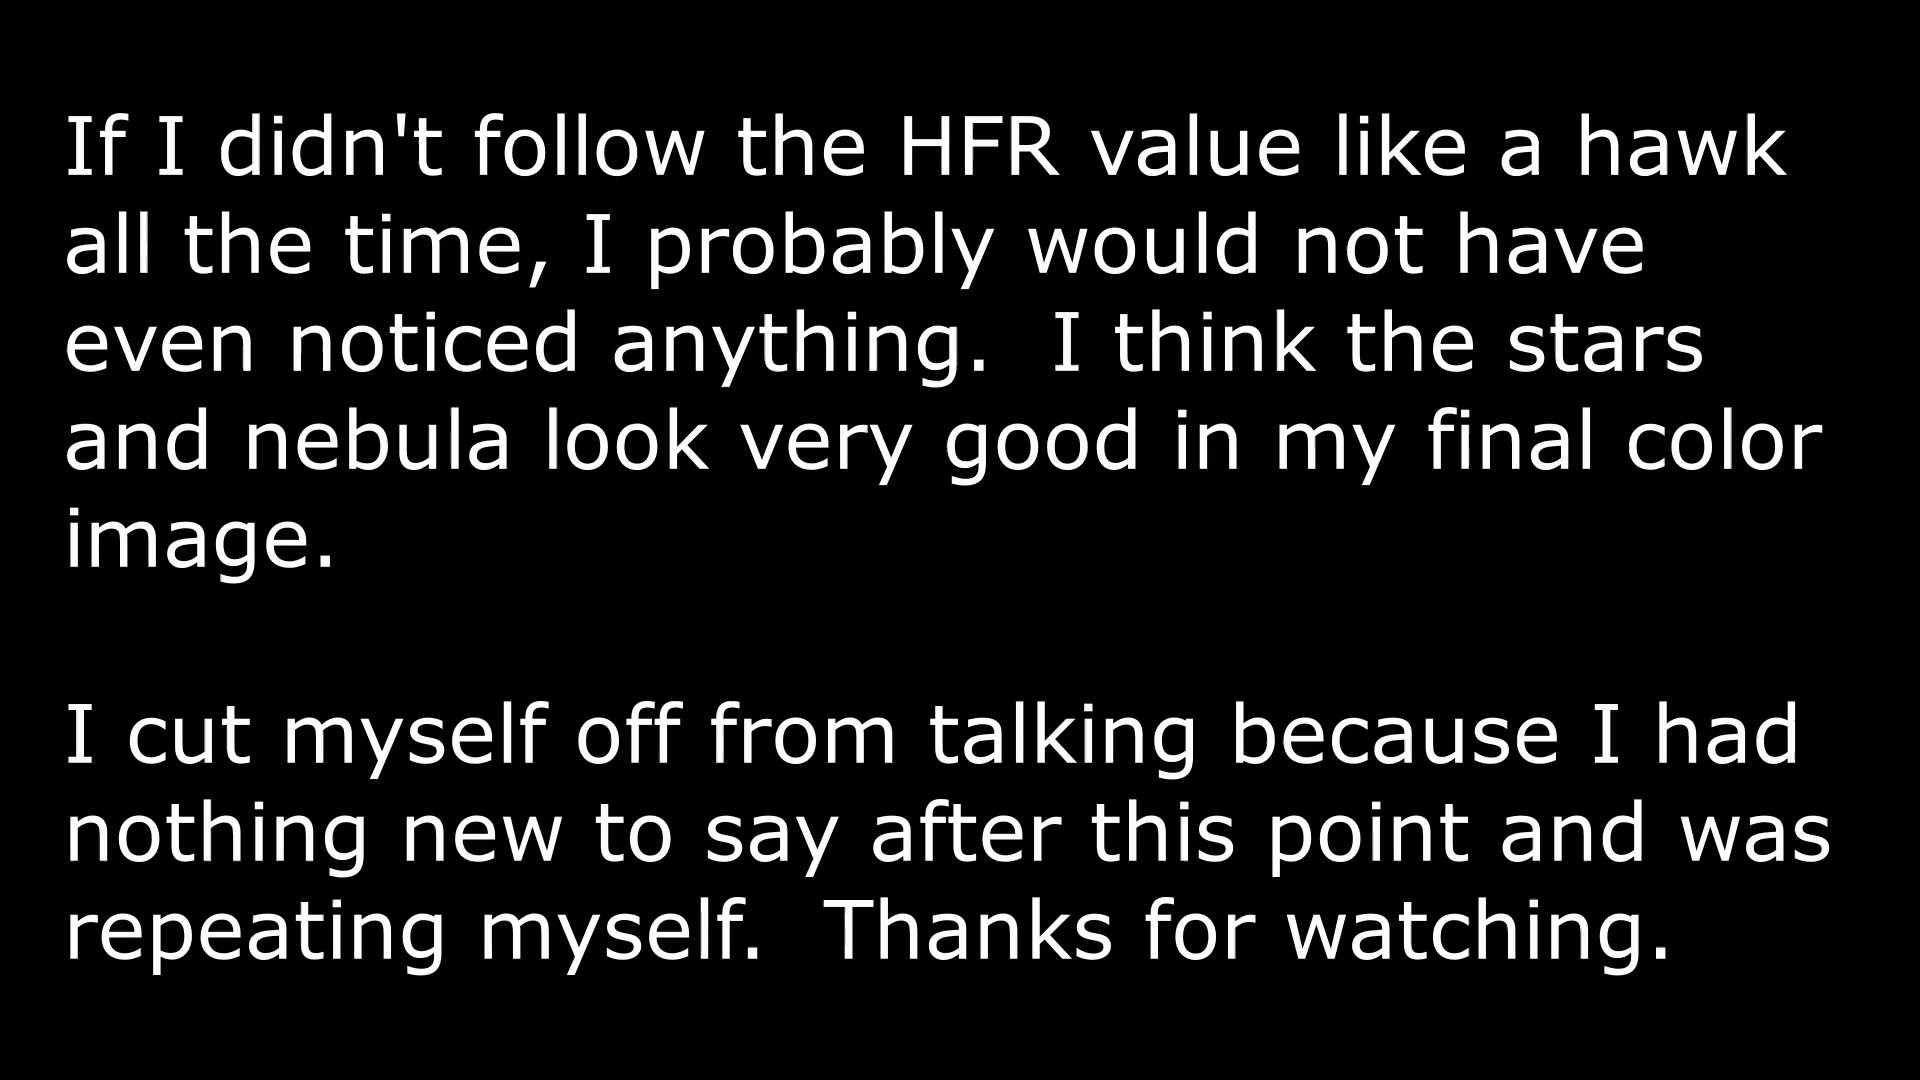 If I didn't follow the HFR value like a hawk
all the time, I probably would not have
even noticed anything.  I think the stars
and nebula look very good in my final color
image.

I cut myself off from talking because I had
nothing new to say after this point and was
repeating myself.  Thanks for watching.